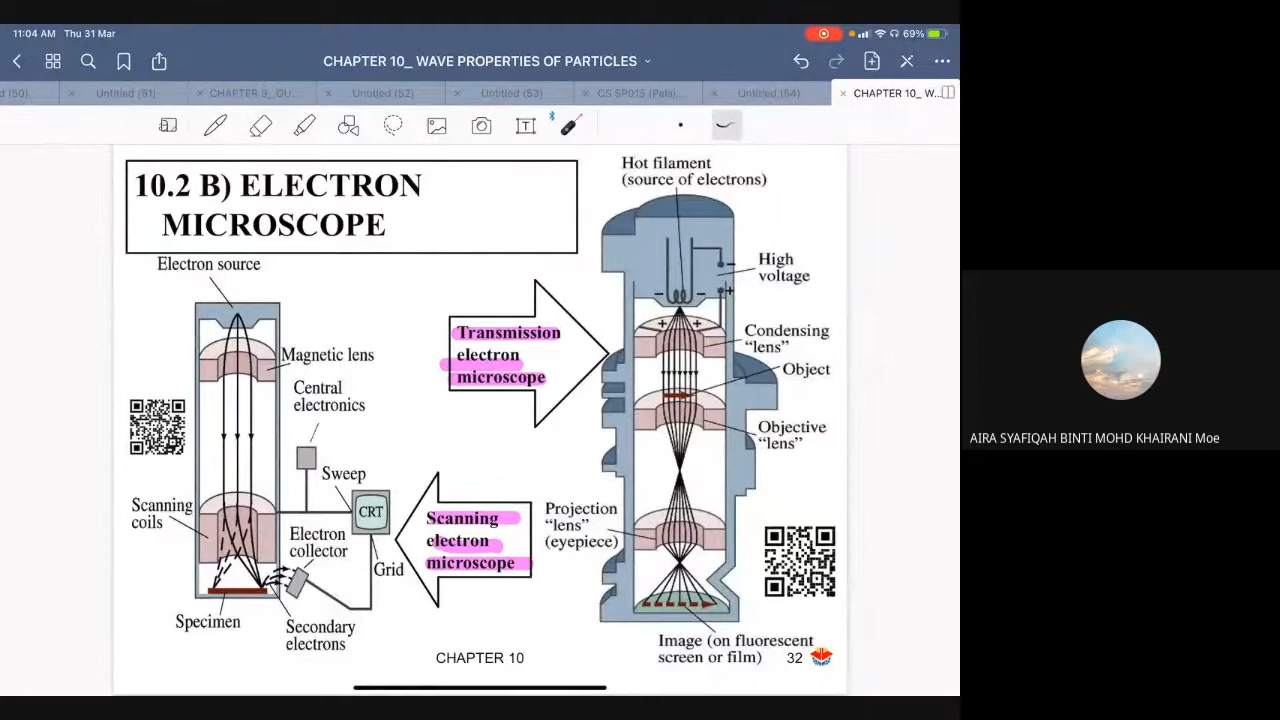 11:04 AM Thu 31 Mar
69%
CHAPTER 10_ WAVE PROPERTIES OF PARTICLES
d (50)
Untitled (51)
CHAPTER 9_ QU...
Untitled (52)
Untitled (53)
Untitled (54)
CHAPTER 10_ W...
T
10.2 B) ELECTRON
MICROSCOPE
Electron source
Magnetic lens
Central
electronics
Sweep
CRT
Scanning
coils
Electron
collector
Grid
Specimen
Secondary
electrons
Transmission
electron
microscope
Scanning
electron
microscope
Hot filament
(source of electrons)
High
voltage
−
+
− −
+ +
Condensing
“lens”
Object
Objective
“lens”
Projection
“lens”
(eyepiece)
Image (on fluorescent
screen or film)
CHAPTER 10
32
AIRA SYAFIQAH BINTI MOHD KHAIRANI Moe